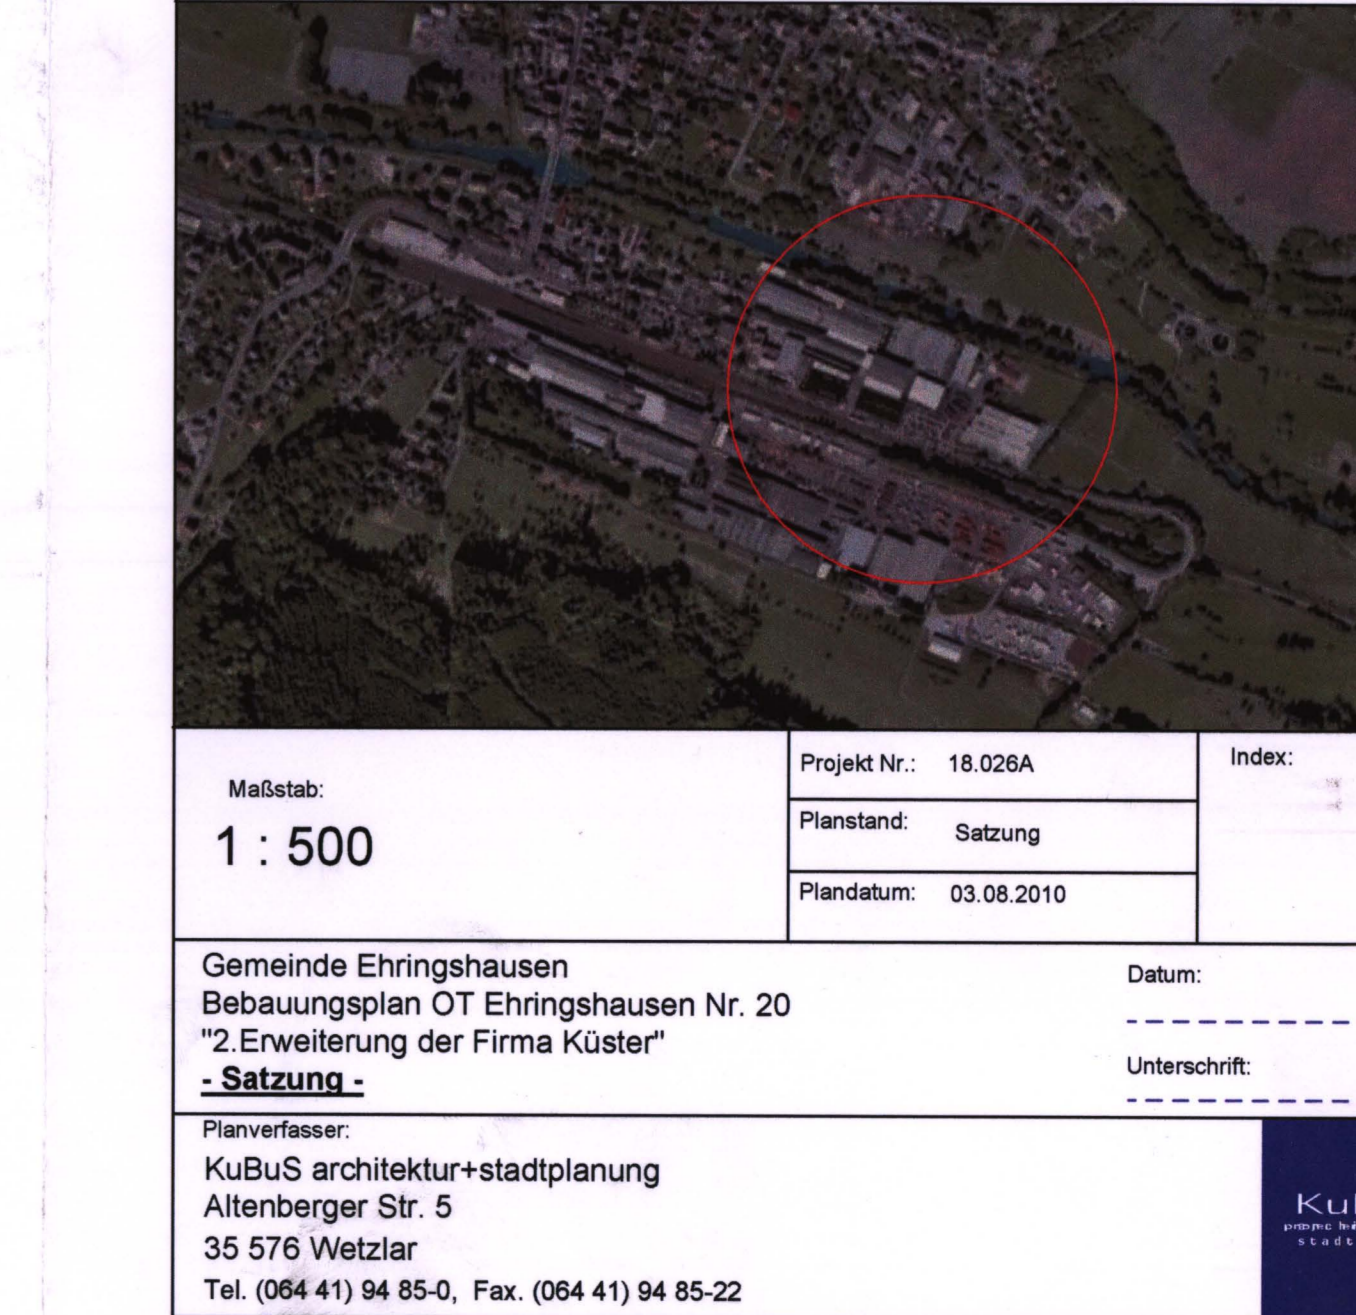 Maßstab:
1 : 500
Projekt Nr.: 18.026A
Planstand: Satzung
Plandatum: 03.08.2010
Index:
Gemeinde Ehringshausen
Bebauungsplan OT Ehringshausen Nr. 20
"2.Erweiterung der Firma Küster"
- Satzung -
Datum:
Unterschrift:
Planverfasser:
KuBuS architektur+stadtplanung
Altenberger Str. 5
35 576 Wetzlar
Tel. (064 41) 94 85-0, Fax. (064 41) 94 85-22